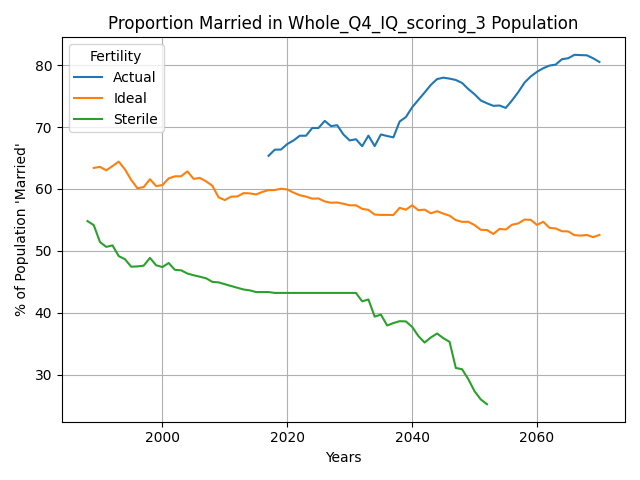 Proportion Married in Whole_Q4_IQ_scoring_3 Population
Fertility
Actual
Ideal
Sterile
% of Population 'Married'
80
70
60
50
40
30
2000
2020
2040
2060
Years